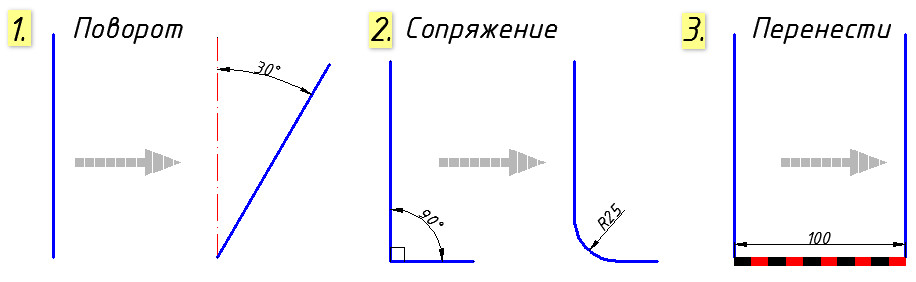 1. Поворот
30°
2. Сопряжение
90°
R25
3. Перенести
100